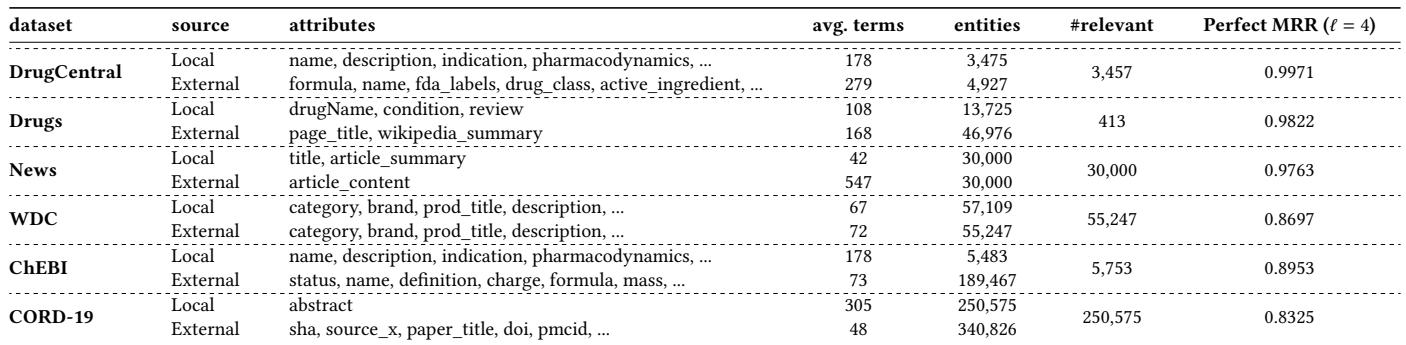 dataset source attributes avg. terms entities #relevant Perfect MRR (ℓ = 4)
DrugCentral Local name, description, indication, pharmacodynamics, ... 178 3,475 3,457 0.9971
External formula, name, fda_labels, drug_class, active_ingredient, ... 279 4,927
Drugs Local drugName, condition, review 108 13,725 413 0.9822
External page_title, wikipedia_summary 168 46,976
News Local title, article_summary 42 30,000 30,000 0.9763
External article_content 547 30,000
WDC Local category, brand, prod_title, description, ... 67 57,109 55,247 0.8697
External category, brand, prod_title, description, ... 72 55,247
ChEBI Local name, description, indication, pharmacodynamics, ... 178 5,483 5,753 0.8953
External status, name, definition, charge, formula, mass, ... 73 189,467
CORD-19 Local abstract 305 250,575 250,575 0.8325
External sha, source_x, paper_title, doi, pmcid, ... 48 340,826